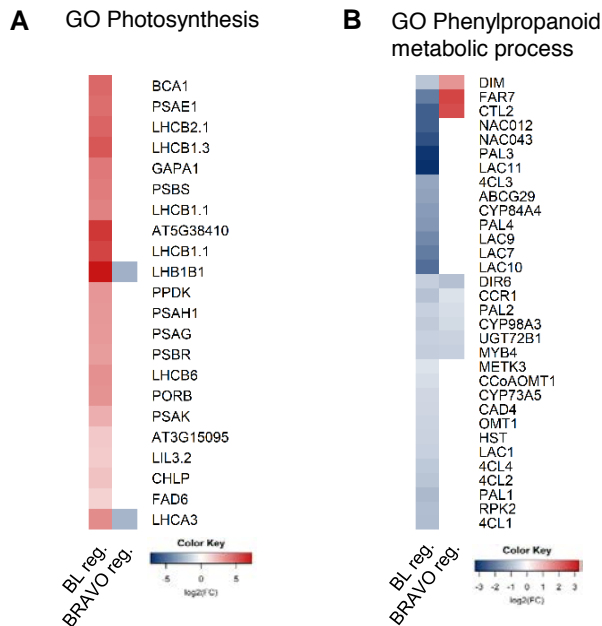 A
GO Photosynthesis
BCA1
PSAE1
LHCB2.1
LHCB1.3
GAPA1
PSBS
LHCB1.1
AT5G38410
LHCB1.1
LHB1B1
PPDK
PSAH1
PSAG
PSBR
LHCB6
PORB
PSAK
AT3G15095
LIL3.2
CHLP
FAD6
LHCA3
BL reg.
BRAVO reg.
Color Key
-5 0 5
log2(FC)
B
GO Phenylpropanoid
metabolic process
DIM
FAR7
CTL2
NAC012
NAC043
PAL3
LAC11
4CL3
ABCG29
CYP84A4
PAL4
LAC9
LAC7
LAC10
DIR6
CCR1
PAL2
CYP98A3
UGT72B1
MYB4
METK3
CCoAOMT1
CYP73A5
CAD4
OMT1
HST
LAC1
4CL4
4CL2
PAL1
RPK2
4CL1
BL reg.
BRAVO reg.
Color Key
-3 -2 -1 0 1 2 3
log2(FC)